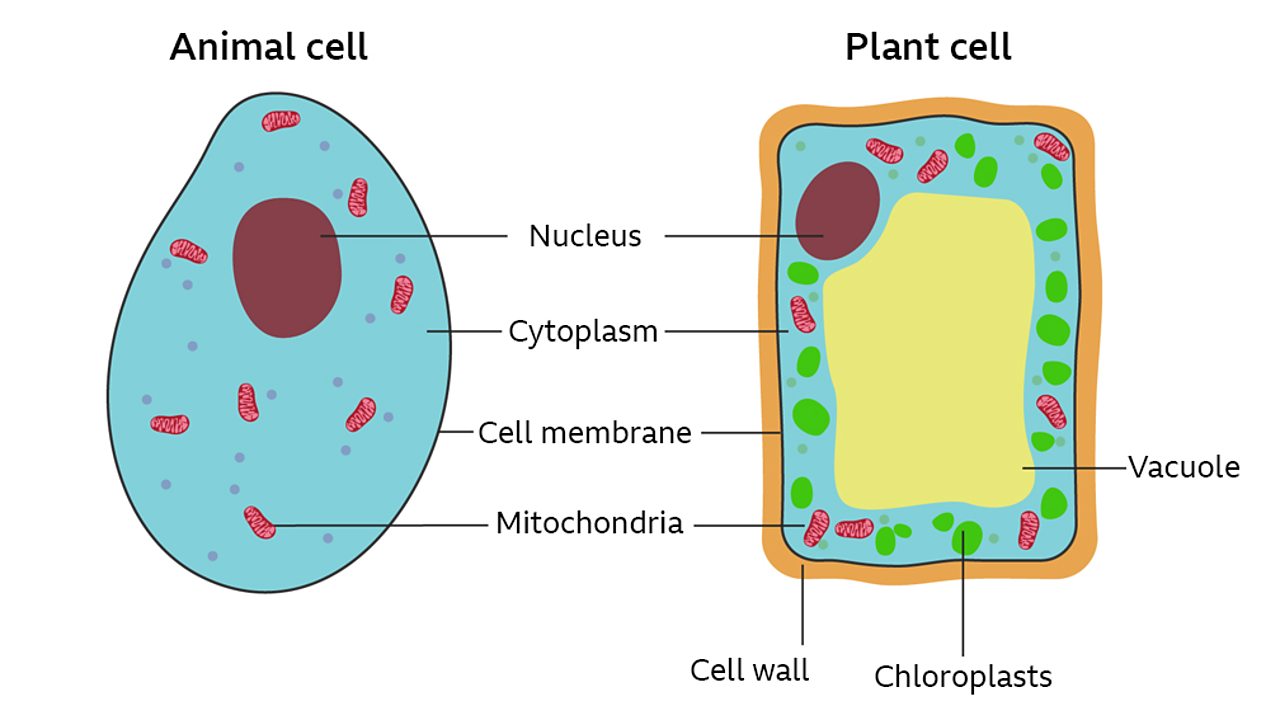 Animal cell
Plant cell
Nucleus
Cytoplasm
Cell membrane
Mitochondria
Vacuole
Cell wall
Chloroplasts